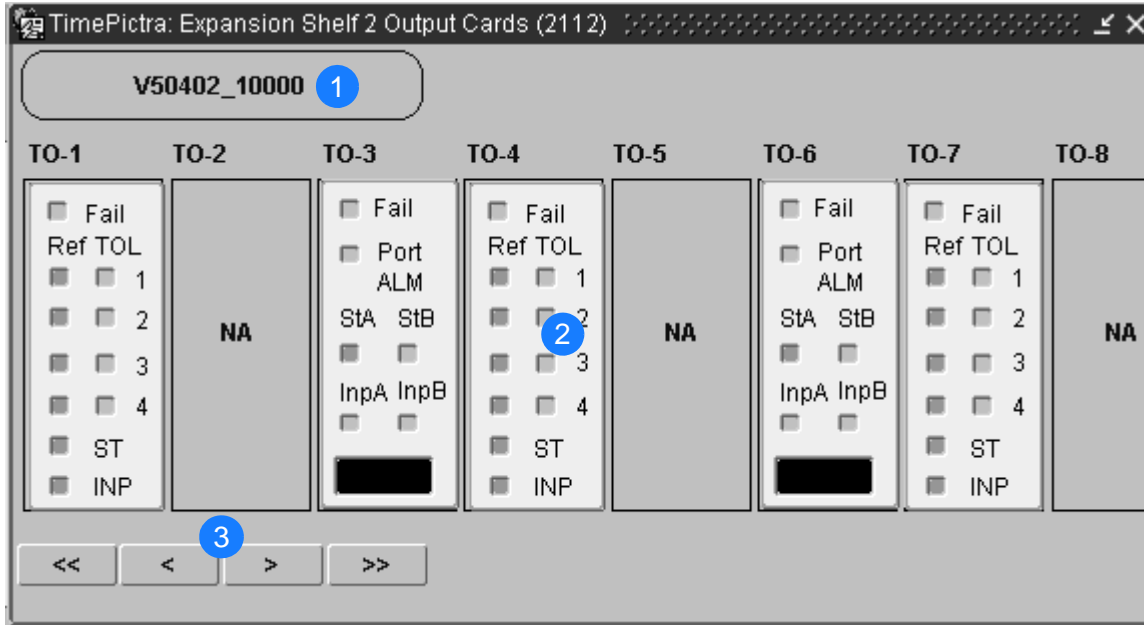 TimePictra: Expansion Shelf 2 Output Cards (2112)
V50402_10000 1
TO-1 TO-2 TO-3 TO-4 TO-5 TO-6 TO-7 TO-8
Fail
Ref TOL
1
2
3
4
ST
INP
NA
Fail
Port
ALM
StA StB
InpA InpB
Fail
Ref TOL
1
2
2
3
4
ST
INP
NA
Fail
Port
ALM
StA StB
InpA InpB
Fail
Ref TOL
1
2
3
4
ST
INP
NA
3
<< < > >>